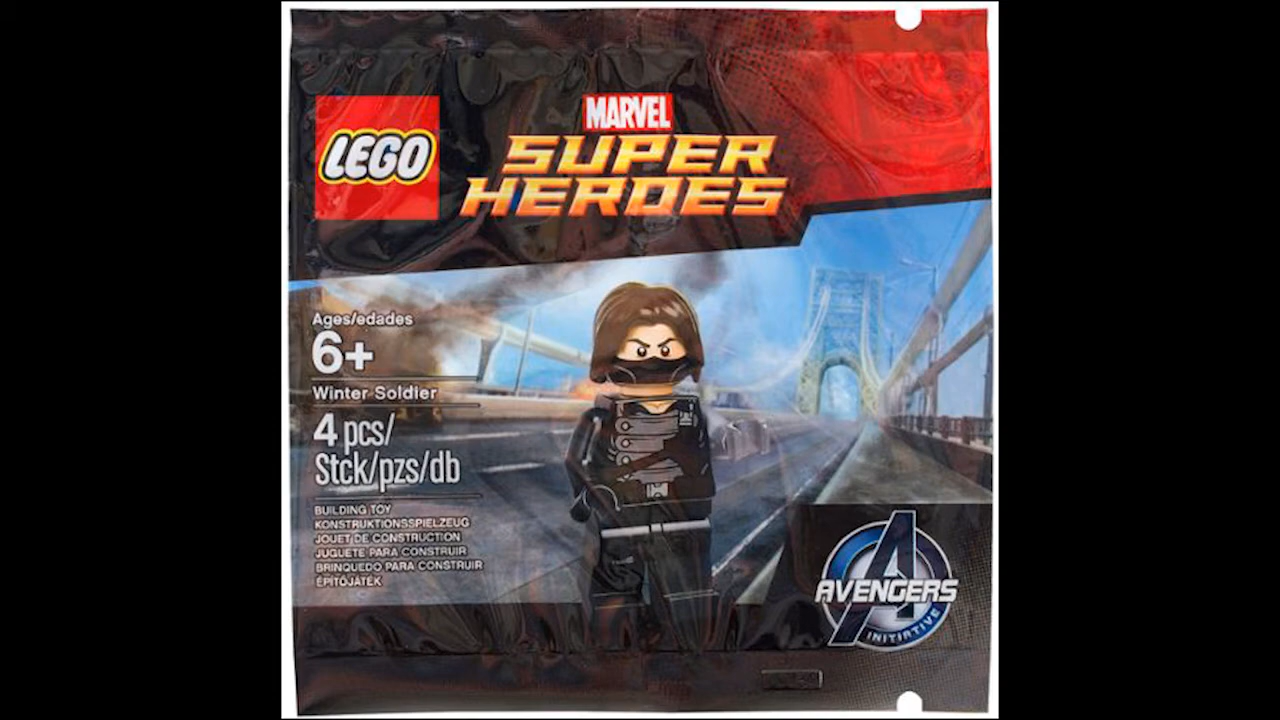 LEGO
MARVEL
SUPER
HEROES
Ages/edades
6+
Winter Soldier
4 pcs/
Stck/pzs/db
BUILDING TOY
KONSTRUKTIONSSPIELZEUG
JOUET DE CONSTRUCTION
JUGUETE PARA CONSTRUIR
BRINQUEDO PARA CONSTRUIR
ÉPÍTŐJÁTÉK
AVENGERS
INITIATIVE